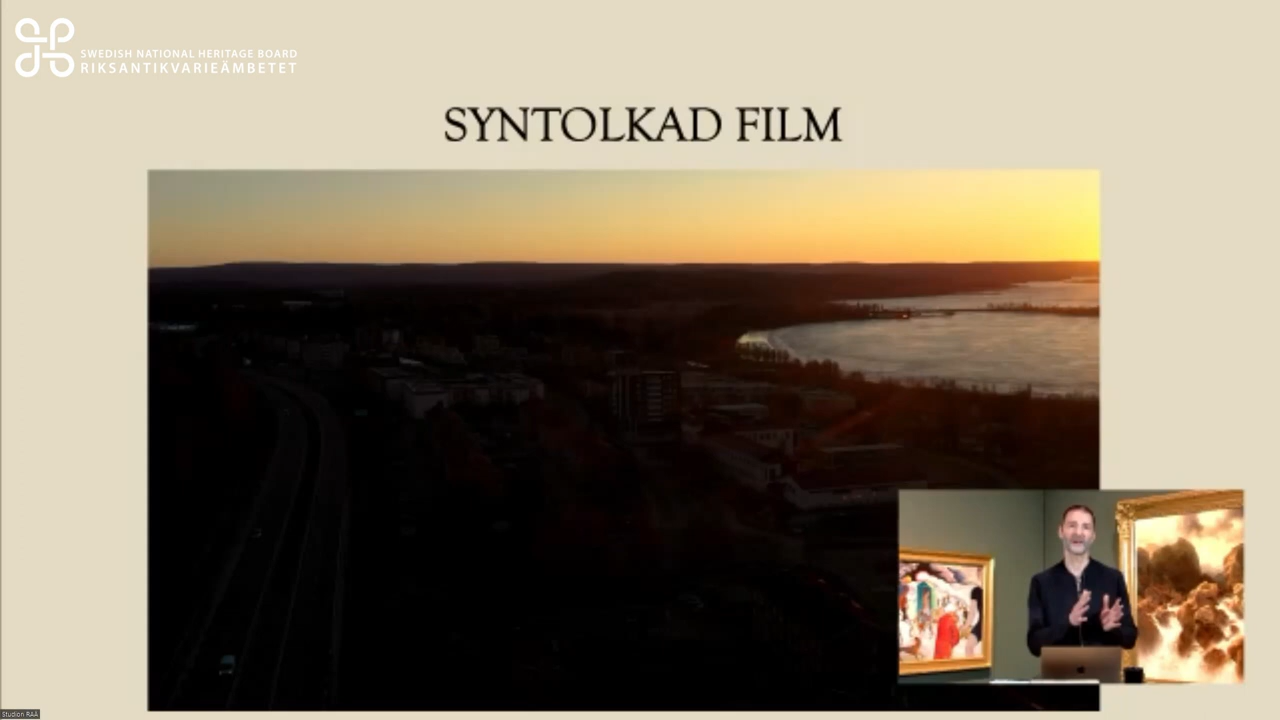 SWEDISH NATIONAL HERITAGE BOARD
RIKSANTIKVARIEÄMBETET
SYNTOLKAD FILM
Studion RAÄ